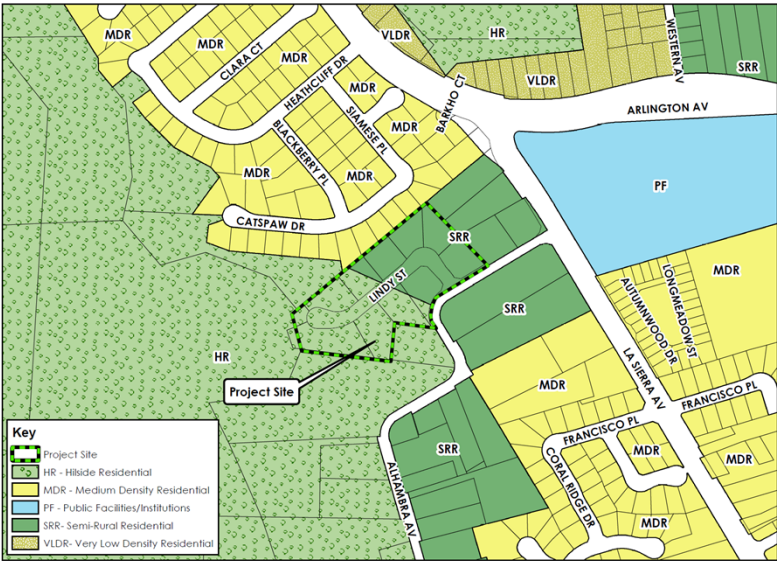 MDR
MDR
CLARA CT
MDR
HEATHCLIFF DR
MDR
SIAMESE PL
BLACKBERRY PL
MDR
MDR
MDR
CATSPAW DR
VLDR
HR
BARKHO CT
VLDR
WESTERN AV
SRR
ARLINGTON AV
PF
SRR
LINDY ST
SRR
HR
Project Site
MDR
LONGMEADOW ST
AUTUMNWOOD DR
LA SIERRA AV
MDR
FRANCISCO PL
FRANCISCO PL
MDR
MDR
CORAL RIDGE DR
MDR
SRR
ALHAMBRA AV
Key
Project Site
HR - Hilside Residential
MDR - Medium Density Residential
PF - Public Facilities/Institutions
SRR- Semi-Rural Residential
VLDR- Very Low Density Residential